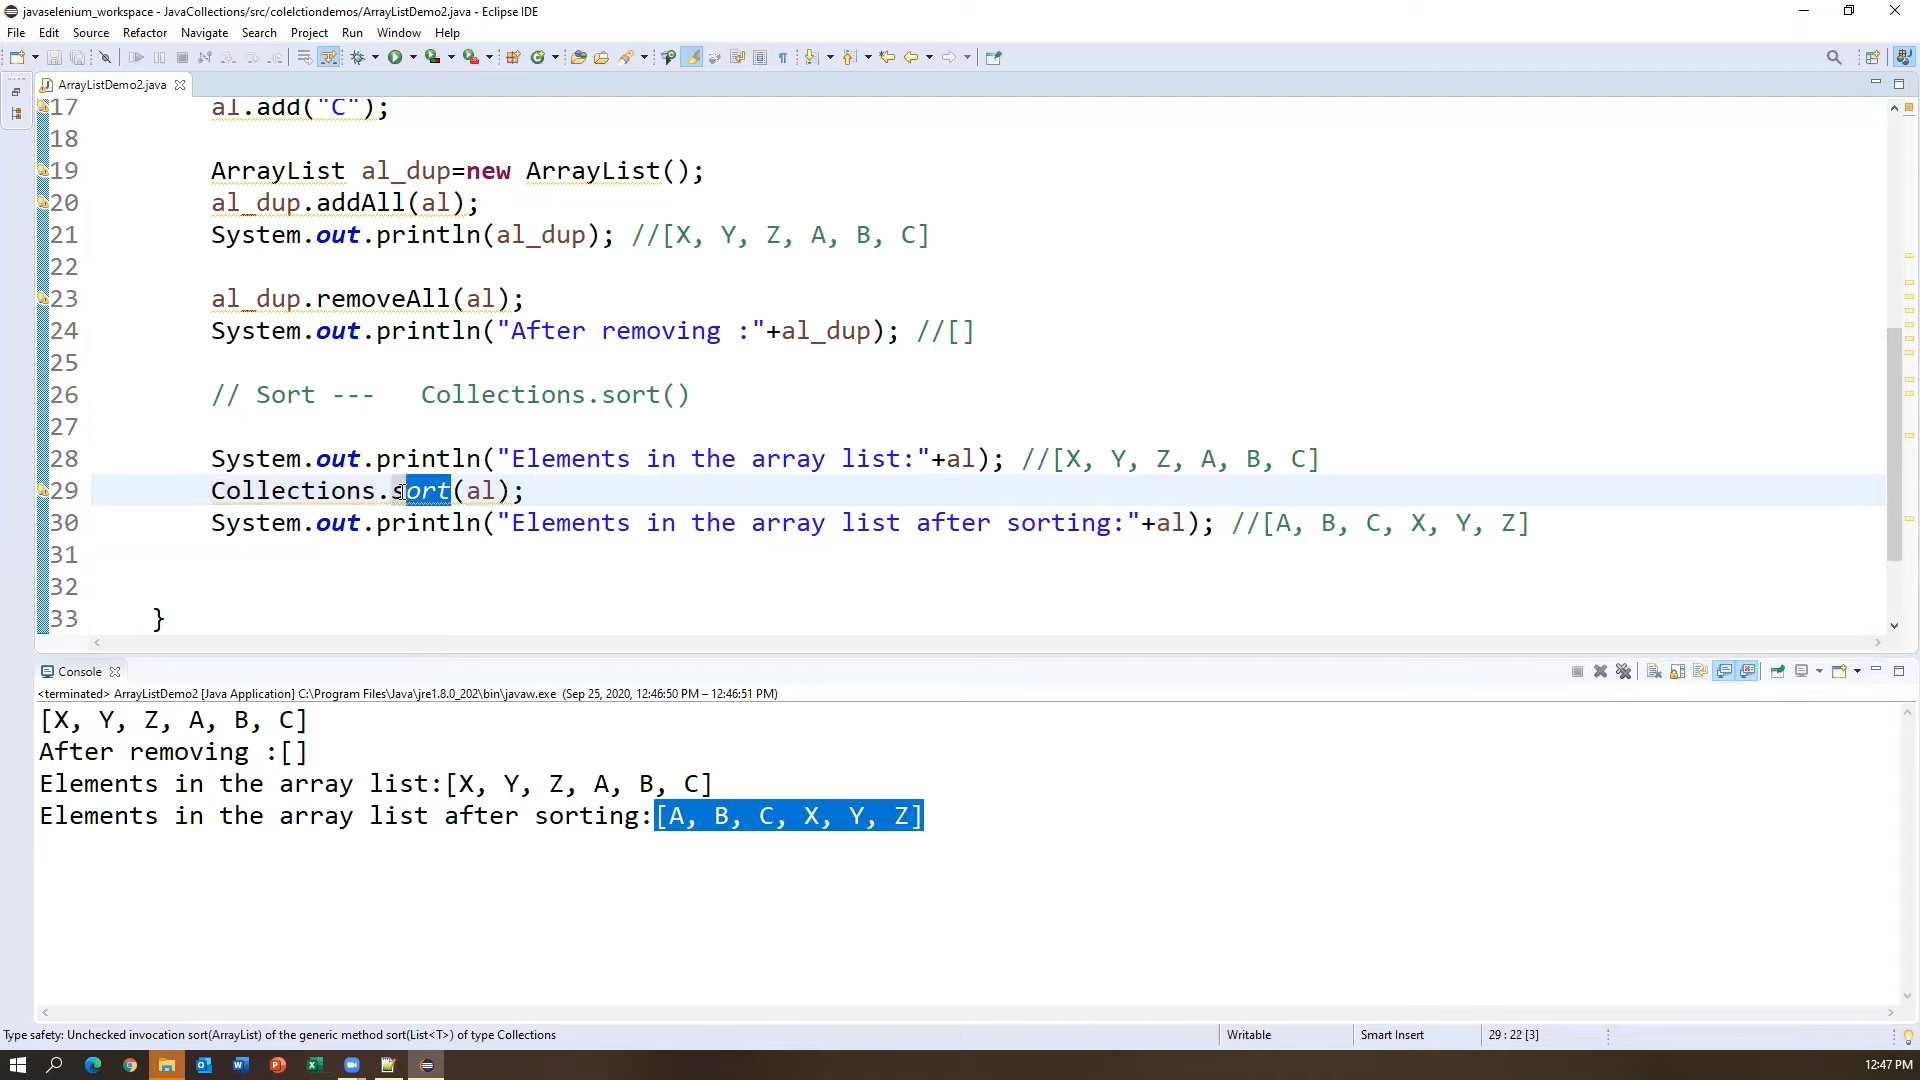 javaselenium_workspace - JavaCollections/src/colelctiondemos/ArrayListDemo2.java - Eclipse IDE
File Edit Source Refactor Navigate Search Project Run Window Help
ArrayListDemo2.java
17 al.add("C");
18
19 ArrayList al_dup=new ArrayList();
20 al_dup.addAll(al);
21 System.out.println(al_dup); //[X, Y, Z, A, B, C]
22
23 al_dup.removeAll(al);
24 System.out.println("After removing :"+al_dup); //[]
25
26 // Sort --- Collections.sort()
27
28 System.out.println("Elements in the array list:"+al); //[X, Y, Z, A, B, C]
29 Collections.sort(al);
30 System.out.println("Elements in the array list after sorting:"+al); //[A, B, C, X, Y, Z]
31
32
33 }
Console
<terminated> ArrayListDemo2 [Java Application] C:\Program Files\Java\jre1.8.0_202\bin\javaw.exe (Sep 25, 2020, 12:46:50 PM – 12:46:51 PM)
[X, Y, Z, A, B, C]
After removing :[]
Elements in the array list:[X, Y, Z, A, B, C]
Elements in the array list after sorting:[A, B, C, X, Y, Z]
Type safety: Unchecked invocation sort(ArrayList) of the generic method sort(List<T>) of type Collections Writable Smart Insert 29 : 22 [3]
12:47 PM